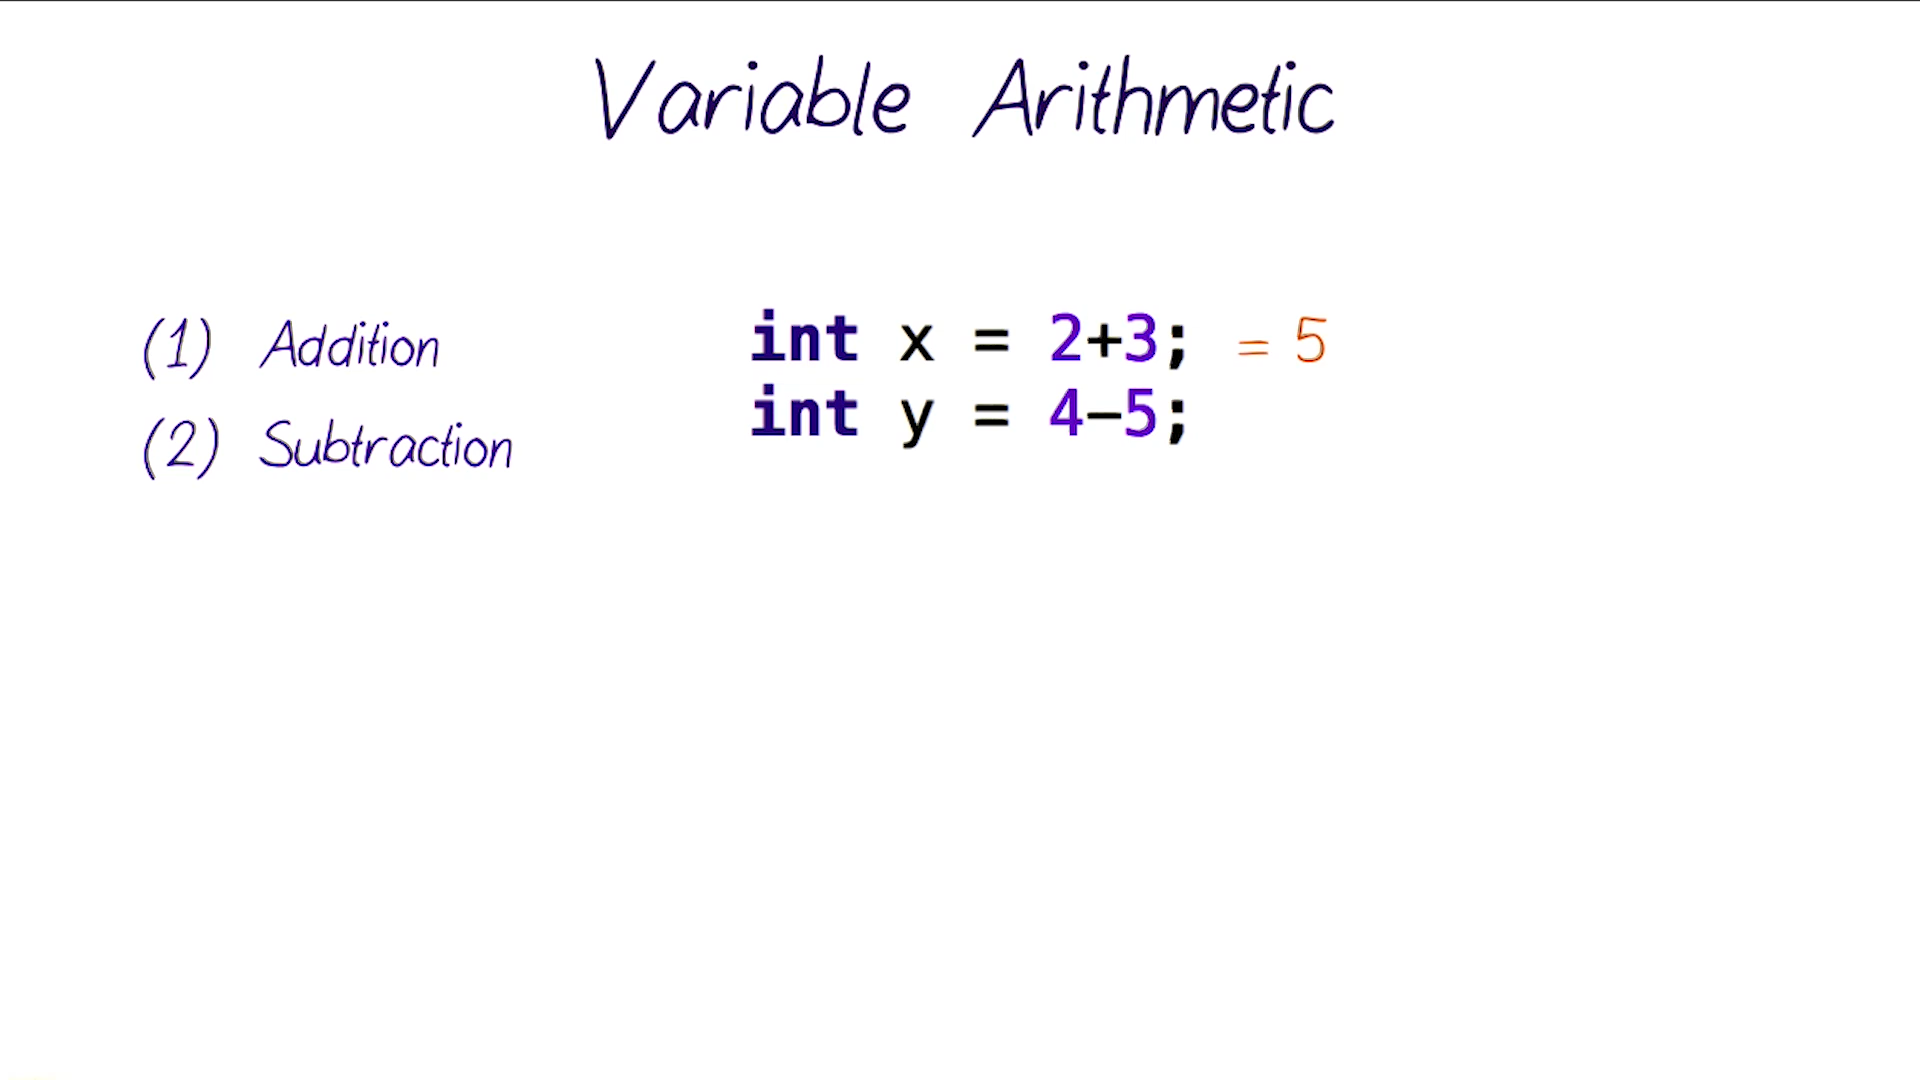 Variable Arithmetic
(1) Addition
int x = 2+3; = 5
(2) Subtraction
int y = 4-5;